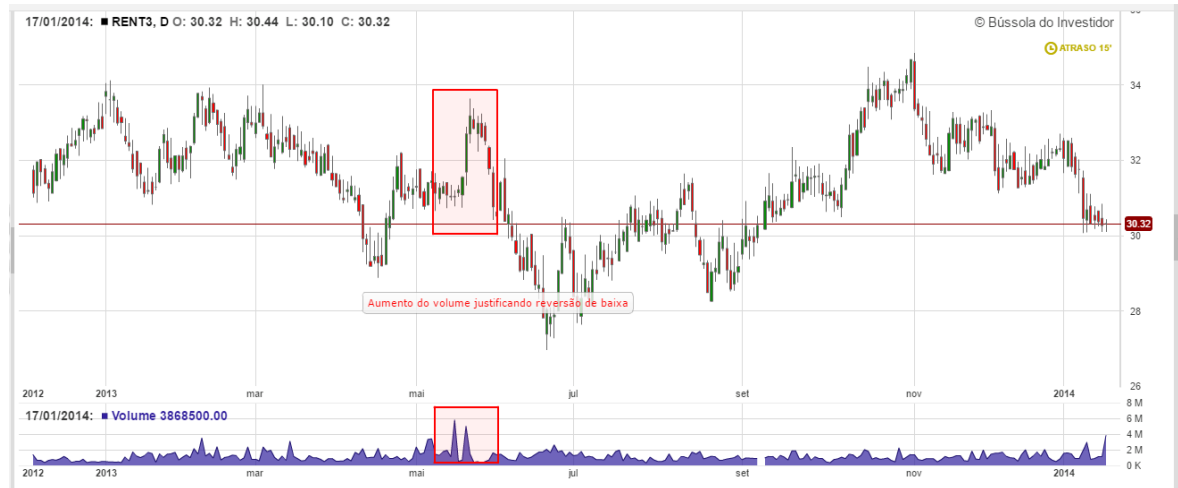 17/01/2014: ■ RENT3, D O: 30.32 H: 30.44 L: 30.10 C: 30.32
© Bússola do Investidor
ATRASO 15'
34
32
30.32
30
Aumento do volume justificando reversão de baixa
28
26
2012 2013 mar mai jul set nov 2014
17/01/2014: ■ Volume 3868500.00
8 M
6 M
4 M
2 M
0 K
2012 2013 mar mai jul set nov 2014